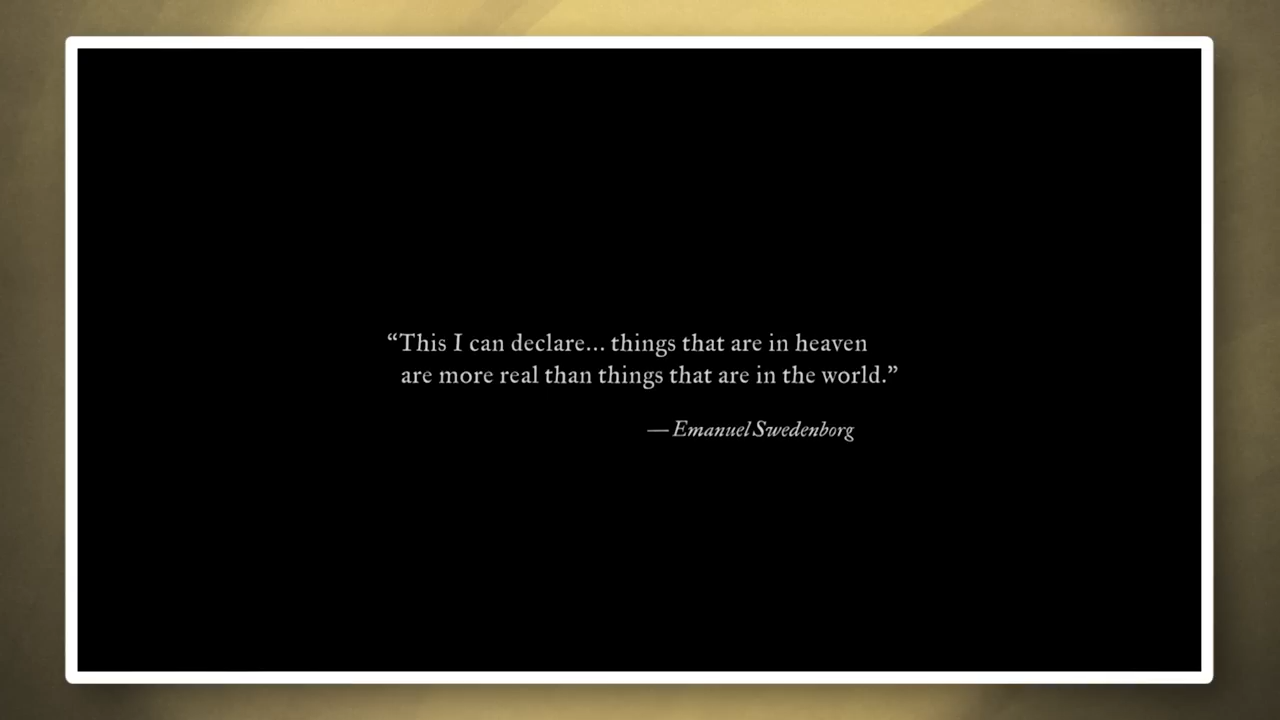 “This I can declare... things that are in heaven
are more real than things that are in the world.”
— Emanuel Swedenborg